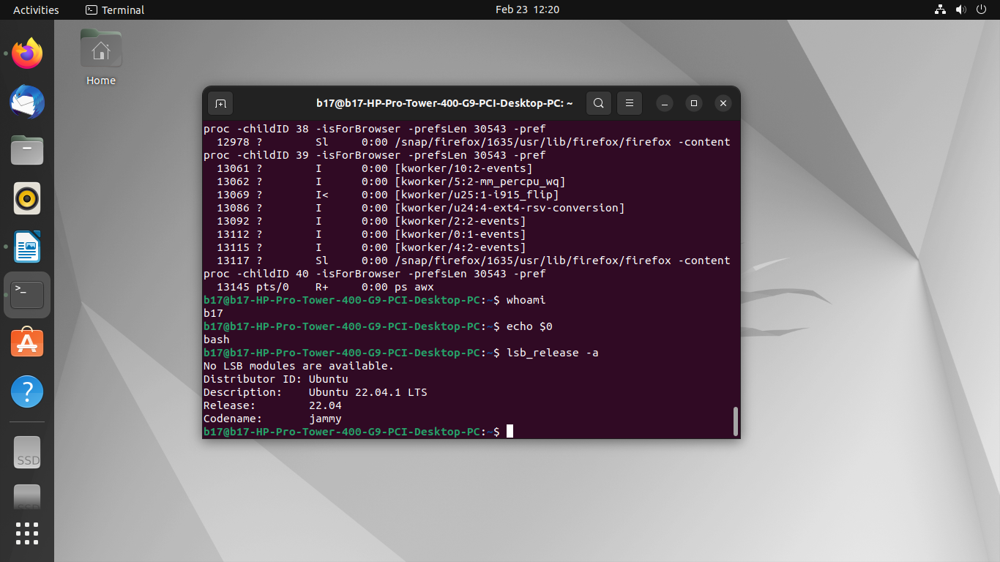 Activities
Terminal
Feb 23 12:20
Home
b17@b17-HP-Pro-Tower-400-G9-PCI-Desktop-PC: ~
proc -childID 38 -isForBrowser -prefsLen 30543 -pref
  12978 ?        Sl     0:00 /snap/firefox/1635/usr/lib/firefox/firefox -content
proc -childID 39 -isForBrowser -prefsLen 30543 -pref
  13061 ?        I      0:00 [kworker/10:2-events]
  13062 ?        I      0:00 [kworker/5:2-mm_percpu_wq]
  13069 ?        I<     0:00 [kworker/u25:1-i915_flip]
  13086 ?        I      0:00 [kworker/u24:4-ext4-rsv-conversion]
  13092 ?        I      0:00 [kworker/2:2-events]
  13112 ?        I      0:00 [kworker/0:1-events]
  13115 ?        I      0:00 [kworker/4:2-events]
  13117 ?        Sl     0:00 /snap/firefox/1635/usr/lib/firefox/firefox -content
proc -childID 40 -isForBrowser -prefsLen 30543 -pref
  13145 pts/0    R+     0:00 ps awx
b17@b17-HP-Pro-Tower-400-G9-PCI-Desktop-PC:~$ whoami
b17
b17@b17-HP-Pro-Tower-400-G9-PCI-Desktop-PC:~$ echo $0
bash
b17@b17-HP-Pro-Tower-400-G9-PCI-Desktop-PC:~$ lsb_release -a
No LSB modules are available.
Distributor ID: Ubuntu
Description:    Ubuntu 22.04.1 LTS
Release:        22.04
Codename:       jammy
b17@b17-HP-Pro-Tower-400-G9-PCI-Desktop-PC:~$
SSD